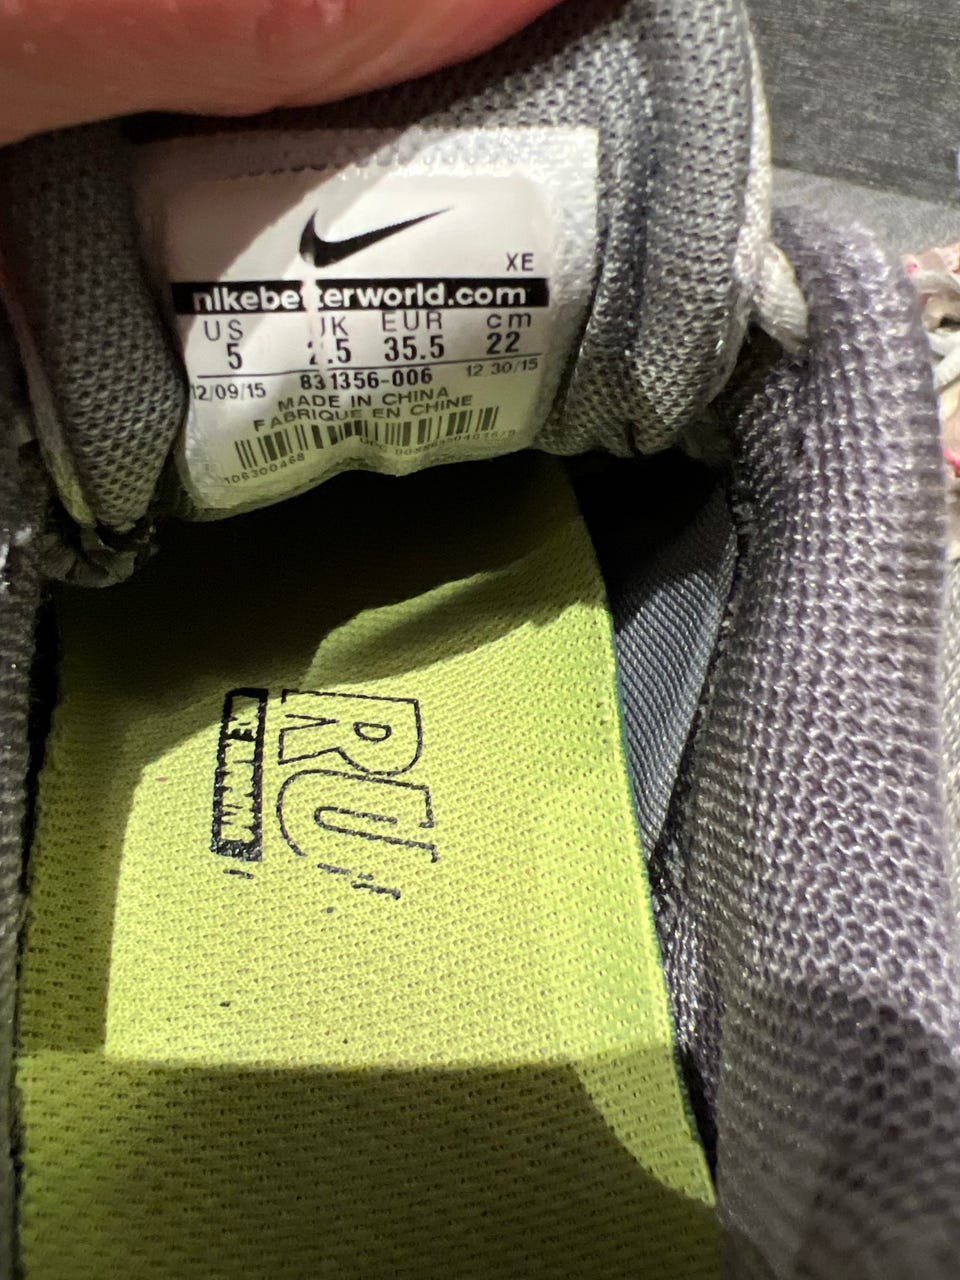 XE
nikebetterworld.com
US UK EUR cm
5 2.5 35.5 22
12/09/15 831356-006 12/30/15
MADE IN CHINA
FABRIQUE EN CHINE
106300468
RU